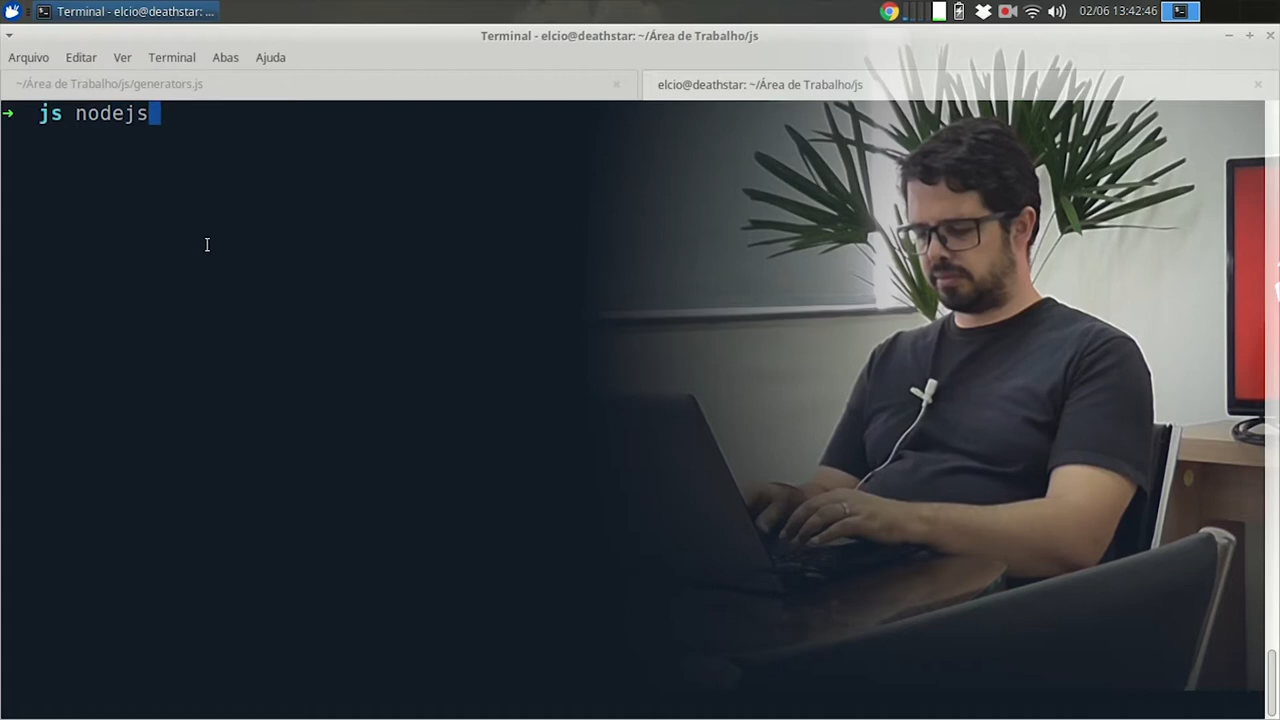 Terminal - elcio@deathstar: ...
02/06 13:42:46
Terminal - elcio@deathstar: ~/Área de Trabalho/js
Arquivo Editar Ver Terminal Abas Ajuda
~/Área de Trabalho/js/generators.js
elcio@deathstar: ~/Área de Trabalho/js
js nodejs